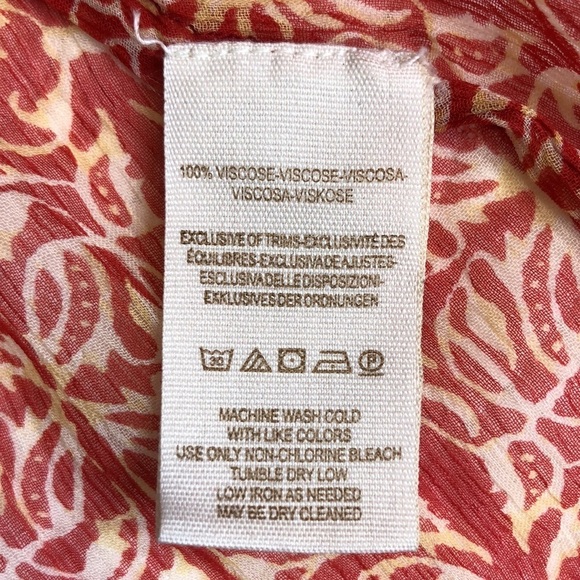 100% VISCOSE-VISCOSE-VISCOSA-
VISCOSA-VISKOSE
EXCLUSIVE OF TRIMS-EXCLUSIVITÉ DES
ÉQUILIBRES-EXCLUSIVA DE AJUSTES-
ESCLUSIVA DELLE DISPOSIZIONI-
EXKLUSIVES DER ORDNUNGEN
30
P
MACHINE WASH COLD
WITH LIKE COLORS
USE ONLY NON-CHLORINE BLEACH
TUMBLE DRY LOW
LOW IRON AS NEEDED
MAY BE DRY CLEANED